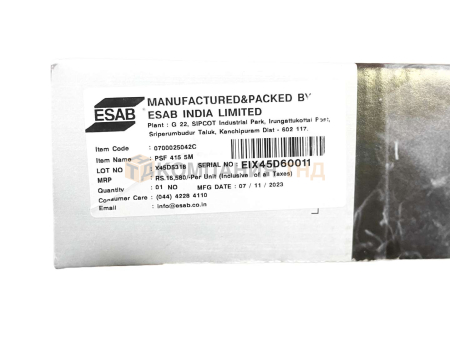 ESAB
MANUFACTURED&PACKED BY
ESAB INDIA LIMITED
Plant : G 22, SIPCOT Industrial Park, Irungattukottai
Sriperumbudur Taluk, Kanchipuram Dist - 602 117.
Item Code : 0700025042C
Item Name : PSF 415 5M
LOT NO : X45D5318 SERIAL NO : EIX45D60011
MRP : RS.16,580/-Per Unit (Inclusive of all Taxes)
Quantity : 01 NO MFG DATE : 07 / 11 / 2023
Consumer Care : (044) 4228 4110
Email : info@esab.co.in